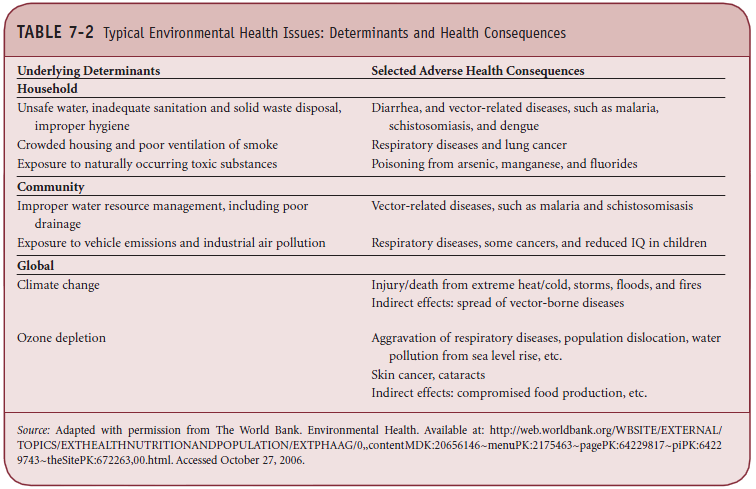 TABLE 7-2 Typical Environmental Health Issues: Determinants and Health Consequences
Underlying Determinants Selected Adverse Health Consequences
Household
Unsafe water, inadequate sanitation and solid waste disposal, Diarrhea, and vector-related diseases, such as malaria,
improper hygiene schistosomiasis, and dengue
Crowded housing and poor ventilation of smoke Respiratory diseases and lung cancer
Exposure to naturally occurring toxic substances Poisoning from arsenic, manganese, and fluorides
Community
Improper water resource management, including poor Vector-related diseases, such as malaria and schistosomisasis
drainage
Exposure to vehicle emissions and industrial air pollution Respiratory diseases, some cancers, and reduced IQ in children
Global
Climate change Injury/death from extreme heat/cold, storms, floods, and fires
Indirect effects: spread of vector-borne diseases
Ozone depletion Aggravation of respiratory diseases, population dislocation, water
pollution from sea level rise, etc.
Skin cancer, cataracts
Indirect effects: compromised food production, etc.
Source: Adapted with permission from The World Bank. Environmental Health. Available at: http://web.worldbank.org/WBSITE/EXTERNAL/
TOPICS/EXTHEALTHNUTRITIONANDPOPULATION/EXTPHAAG/0,,contentMDK:20656146~menuPK:2175463~pagePK:64229817~piPK:6422
9743~theSitePK:672263,00.html. Accessed October 27, 2006.